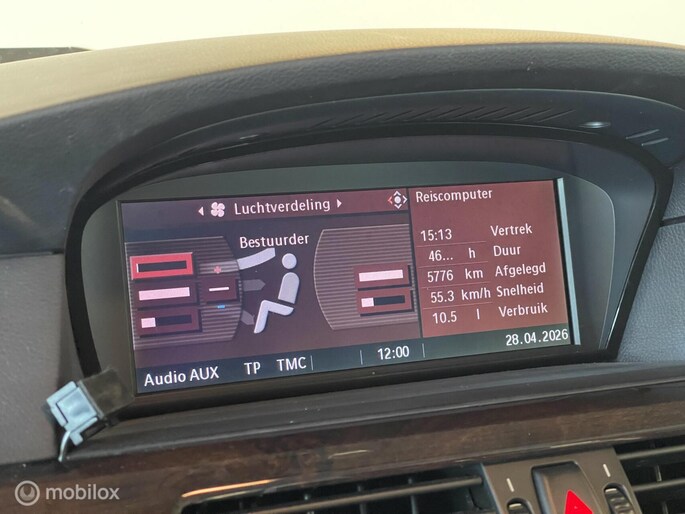 Luchtverdeling
Bestuurder
Reiscomputer
15:13 Vertrek
46... h Duur
5776 km Afgelegd
55.3 km/h Snelheid
10.5 l Verbruik
Audio AUX TP TMC 12:00 28.04.2026
mobilox